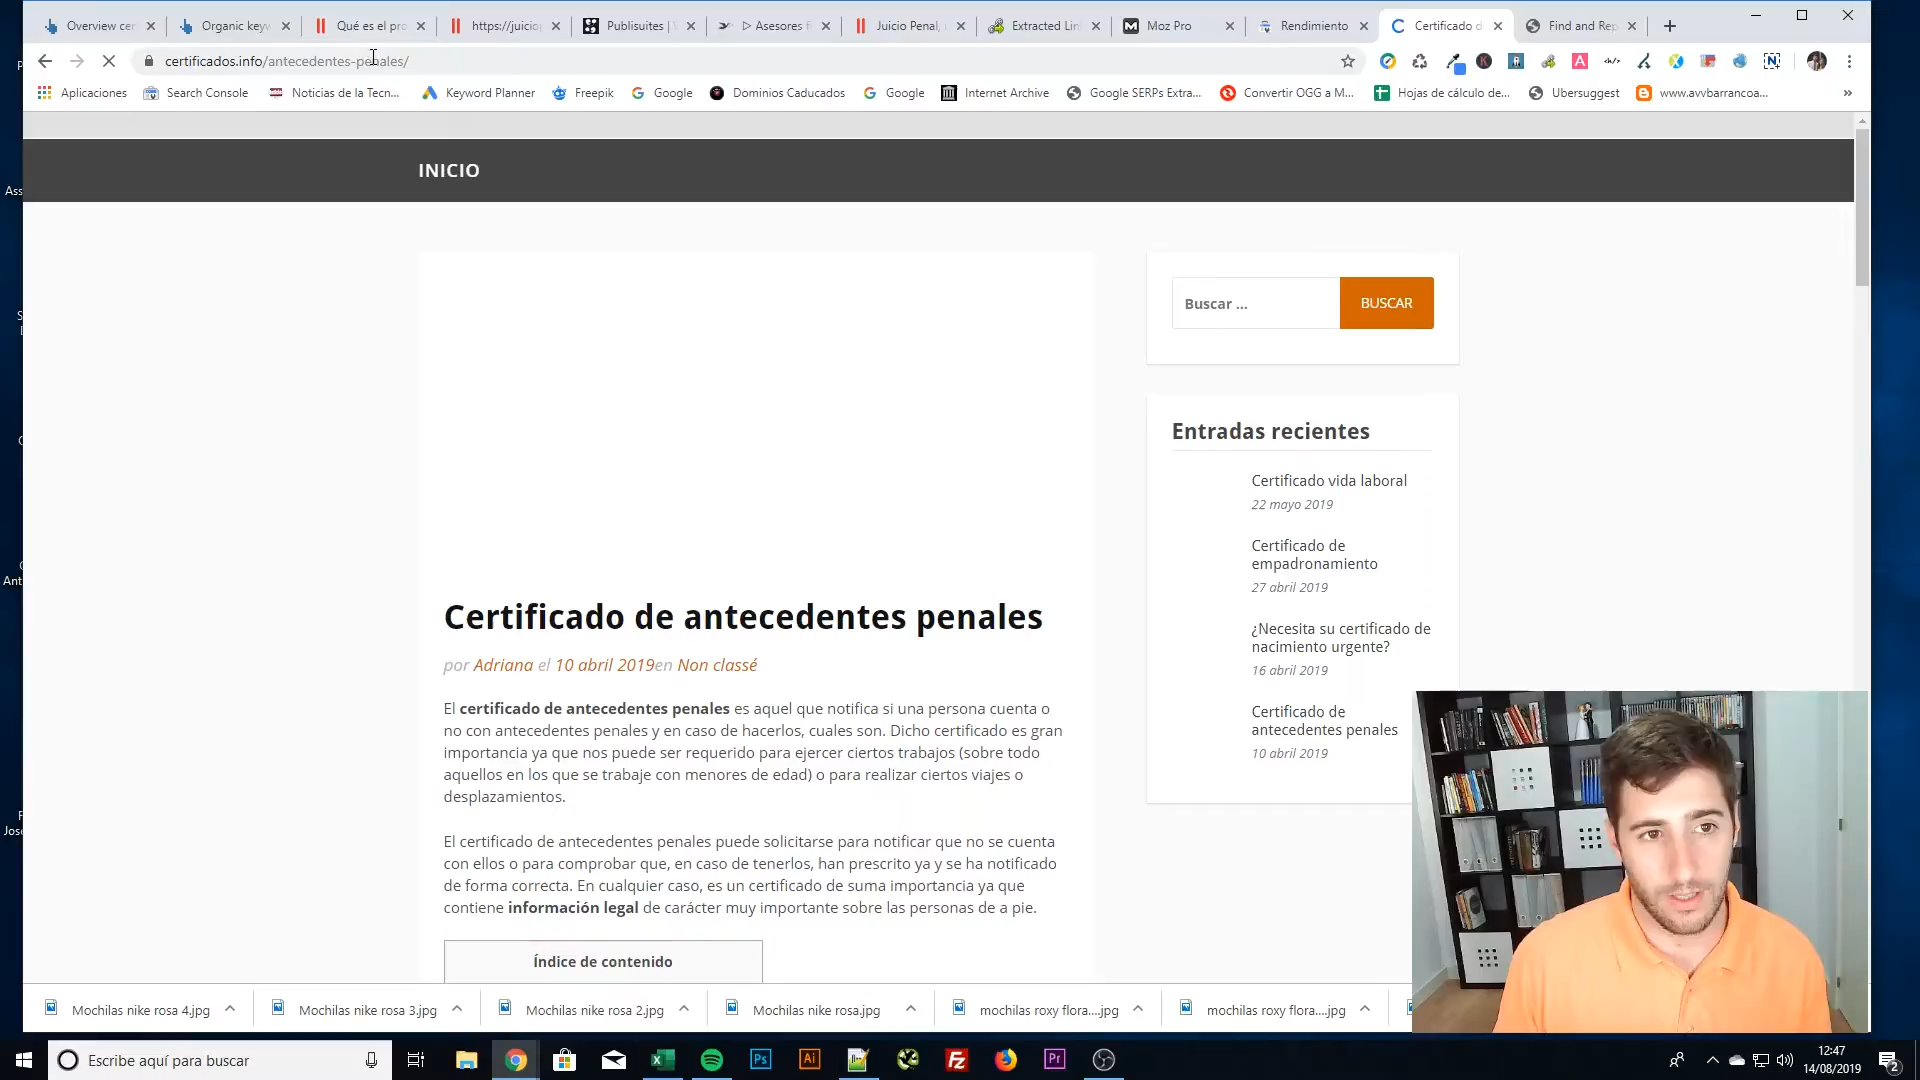 Overview cer
Organic keyw
Qué es el pro
https://juicio
Publisuites |
Asesores
Juicio Penal,
Extracted Lin
Moz Pro
Rendimiento
Certificado d
Find and Rep
certificados.info/antecedentes-penales/
Aplicaciones
Search Console
Noticias de la Tecn...
Keyword Planner
Freepik
Google
Dominios Caducados
Google
Internet Archive
Google SERPs Extra...
Convertir OGG a M...
Hojas de cálculo de...
Ubersuggest
www.avvbarrancoa...
INICIO
Buscar ...
BUSCAR
Entradas recientes
Certificado vida laboral
22 mayo 2019
Certificado de
empadronamiento
27 abril 2019
¿Necesita su certificado de
nacimiento urgente?
16 abril 2019
Certificado de
antecedentes penales
10 abril 2019
Certificado de antecedentes penales
por Adriana el 10 abril 2019en Non classé
El certificado de antecedentes penales es aquel que notifica si una persona cuenta o
no con antecedentes penales y en caso de hacerlos, cuales son. Dicho certificado es gran
importancia ya que nos puede ser requerido para ejercer ciertos trabajos (sobre todo
aquellos en los que se trabaje con menores de edad) o para realizar ciertos viajes o
desplazamientos.
El certificado de antecedentes penales puede solicitarse para notificar que no se cuenta
con ellos o para comprobar que, en caso de tenerlos, han prescrito ya y se ha notificado
de forma correcta. En cualquier caso, es un certificado de suma importancia ya que
contiene información legal de carácter muy importante sobre las personas de a pie.
Índice de contenido
Mochilas nike rosa 4.jpg
Mochilas nike rosa 3.jpg
Mochilas nike rosa 2.jpg
Mochilas nike rosa.jpg
mochilas roxy flora....jpg
mochilas roxy flora....jpg
Escribe aquí para buscar
12:47
14/08/2019
2